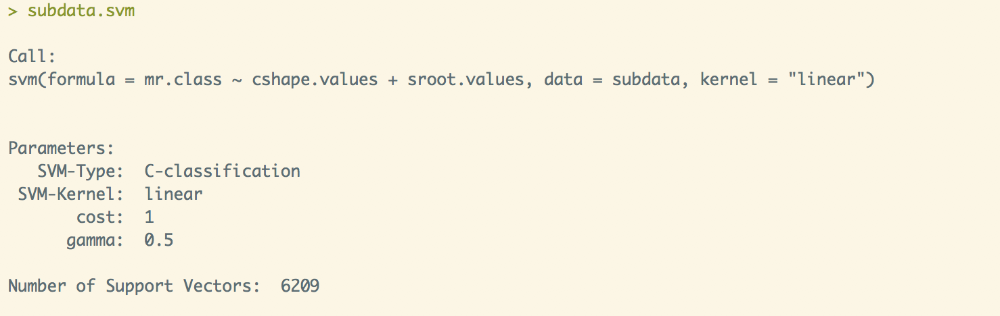 > subdata.svm
Call:
svm(formula = mr.class ~ cshape.values + sroot.values, data = subdata, kernel = "linear")
Parameters:
SVM-Type: C-classification
SVM-Kernel: linear
cost: 1
gamma: 0.5
Number of Support Vectors: 6209